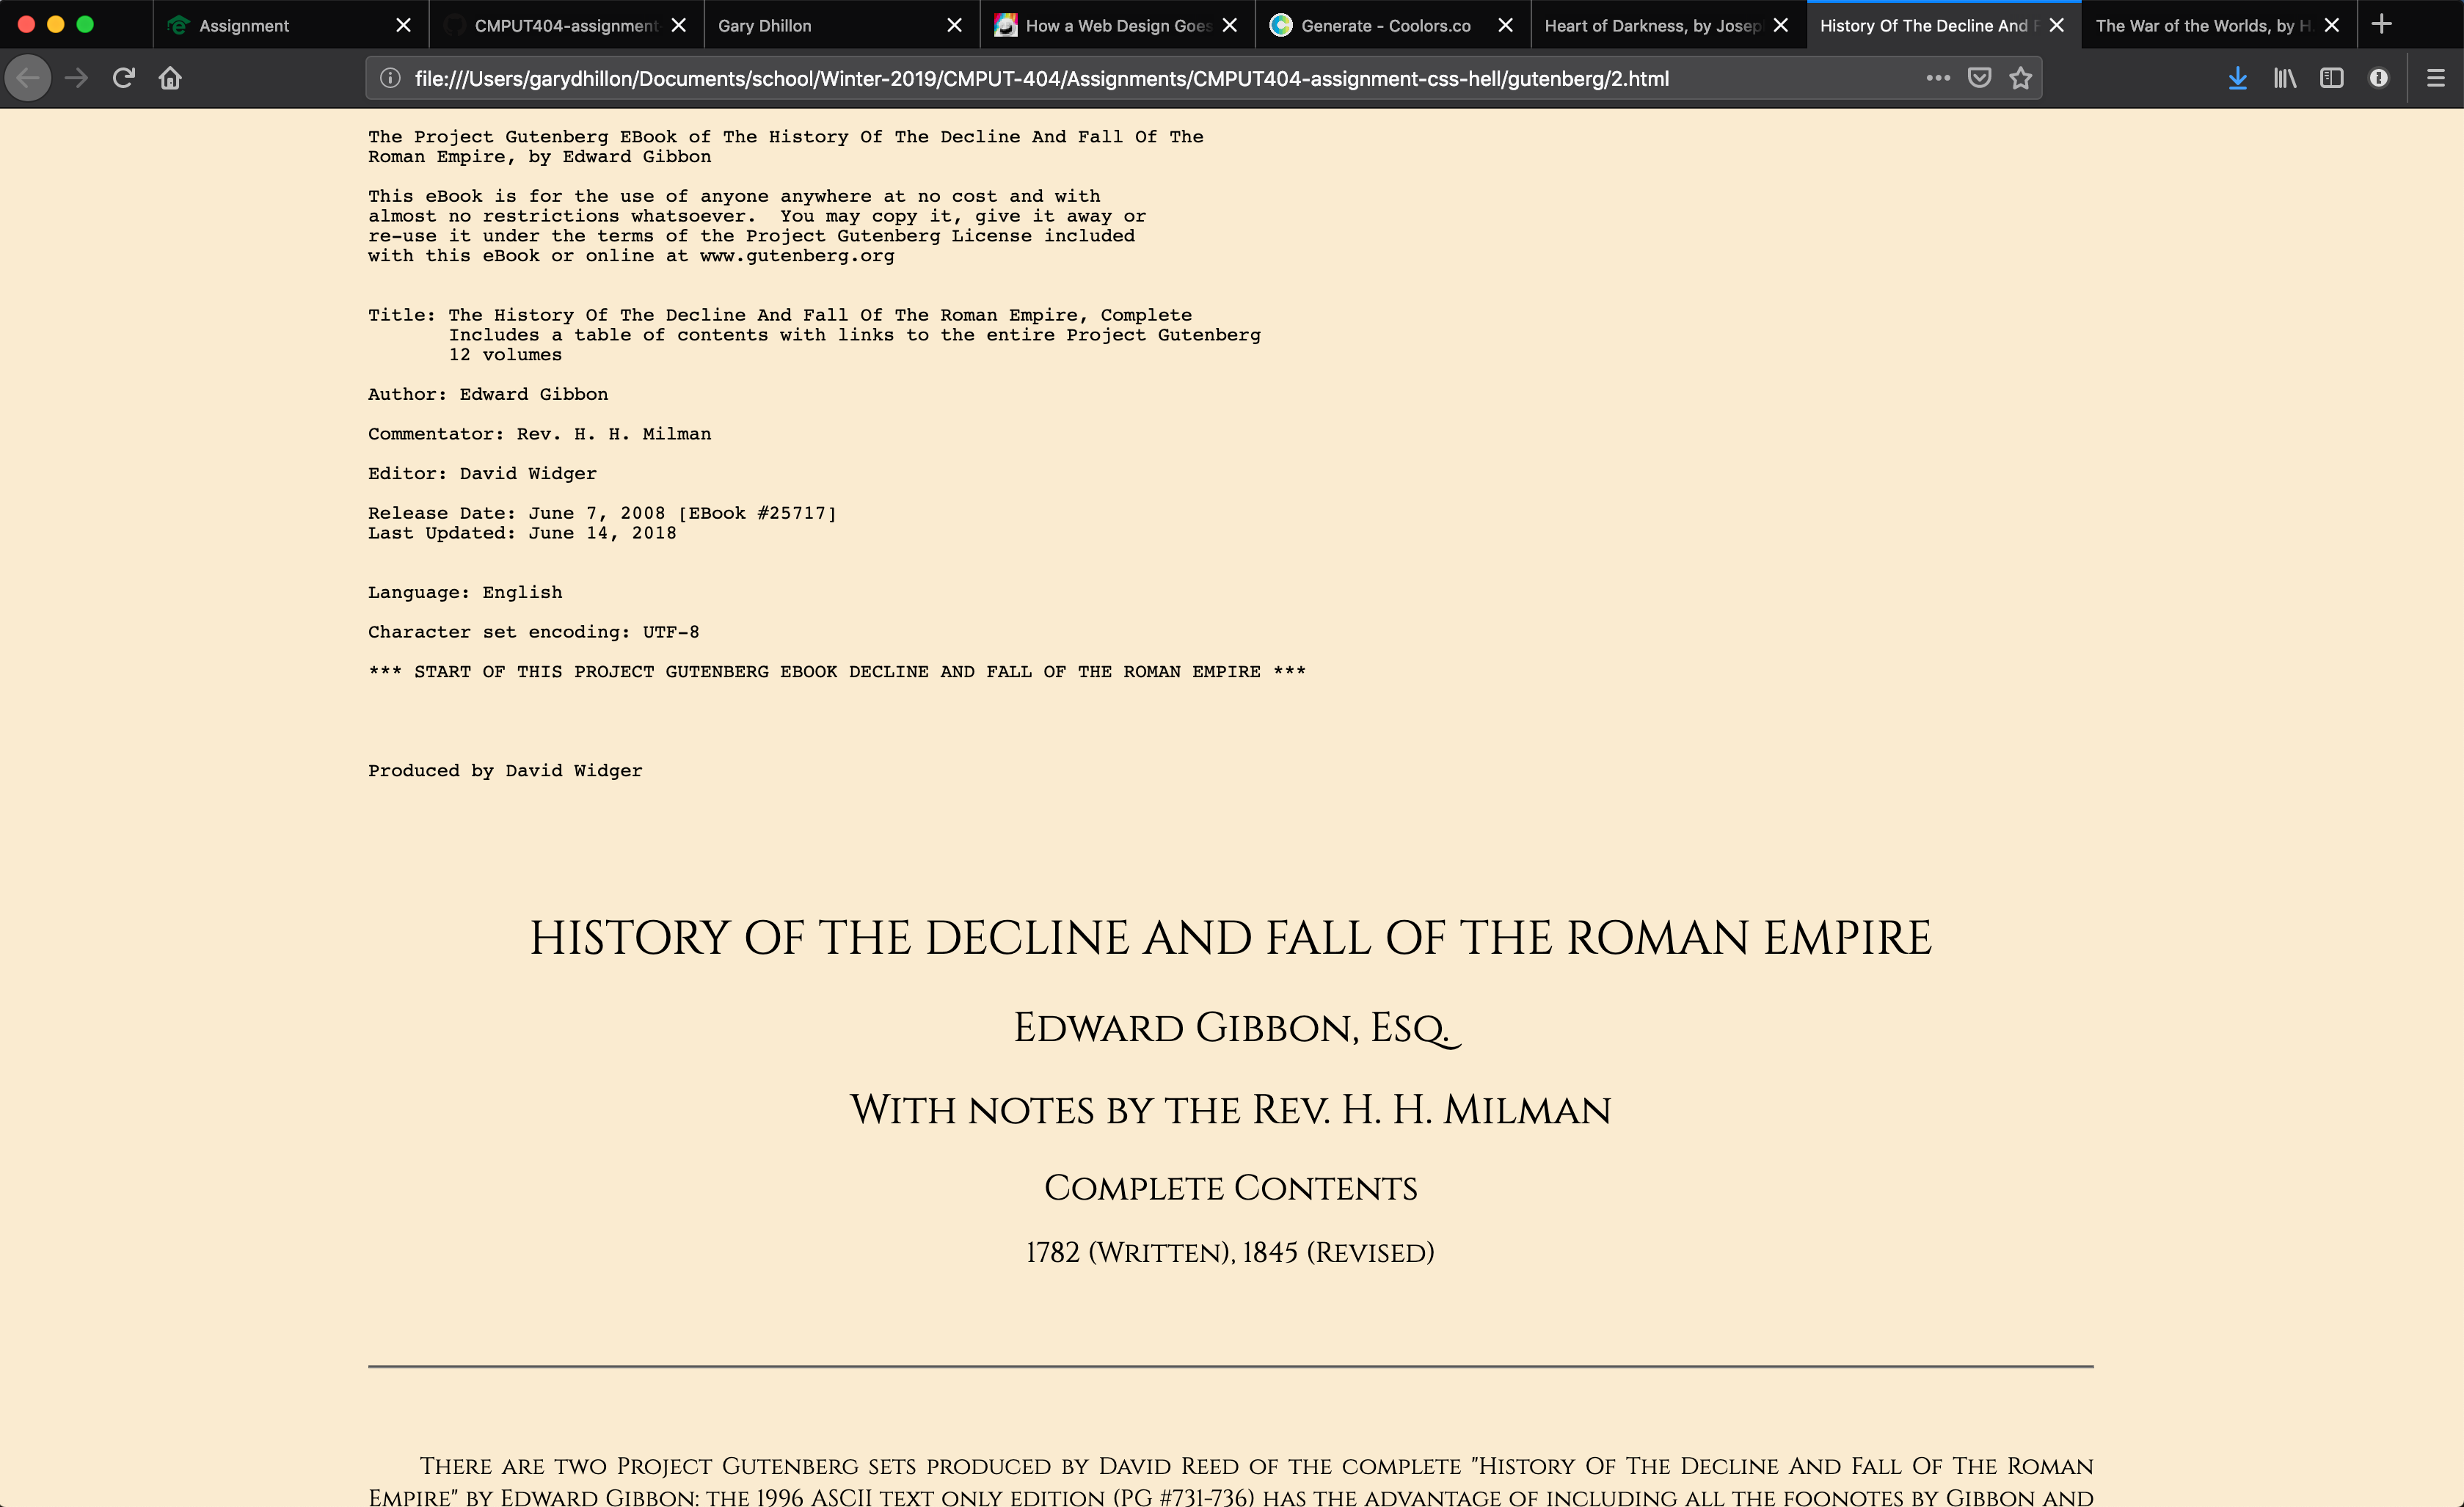 Assignment
CMPUT404-assignment-
Gary Dhillon
How a Web Design Goes
Generate - Coolors.co
Heart of Darkness, by Josep
History Of The Decline And F
The War of the Worlds, by H.
file:///Users/garydhillon/Documents/school/Winter-2019/CMPUT-404/Assignments/CMPUT404-assignment-css-hell/gutenberg/2.html
The Project Gutenberg EBook of The History Of The Decline And Fall Of The
Roman Empire, by Edward Gibbon
This eBook is for the use of anyone anywhere at no cost and with
almost no restrictions whatsoever.  You may copy it, give it away or
re-use it under the terms of the Project Gutenberg License included
with this eBook or online at www.gutenberg.org
Title: The History Of The Decline And Fall Of The Roman Empire, Complete
Includes a table of contents with links to the entire Project Gutenberg
12 volumes
Author: Edward Gibbon
Commentator: Rev. H. H. Milman
Editor: David Widger
Release Date: June 7, 2008 [EBook #25717]
Last Updated: June 14, 2018
Language: English
Character set encoding: UTF-8
*** START OF THIS PROJECT GUTENBERG EBOOK DECLINE AND FALL OF THE ROMAN EMPIRE ***
Produced by David Widger
HISTORY OF THE DECLINE AND FALL OF THE ROMAN EMPIRE
Edward Gibbon, Esq.
With notes by the Rev. H. H. Milman
Complete Contents
1782 (Written), 1845 (Revised)
There are two Project Gutenberg sets produced by David Reed of the complete "History Of The Decline And Fall Of The Roman
Empire" by Edward Gibbon: the 1996 ASCII text only edition (PG #731-736) has the advantage of including all the foonotes by Gibbon and